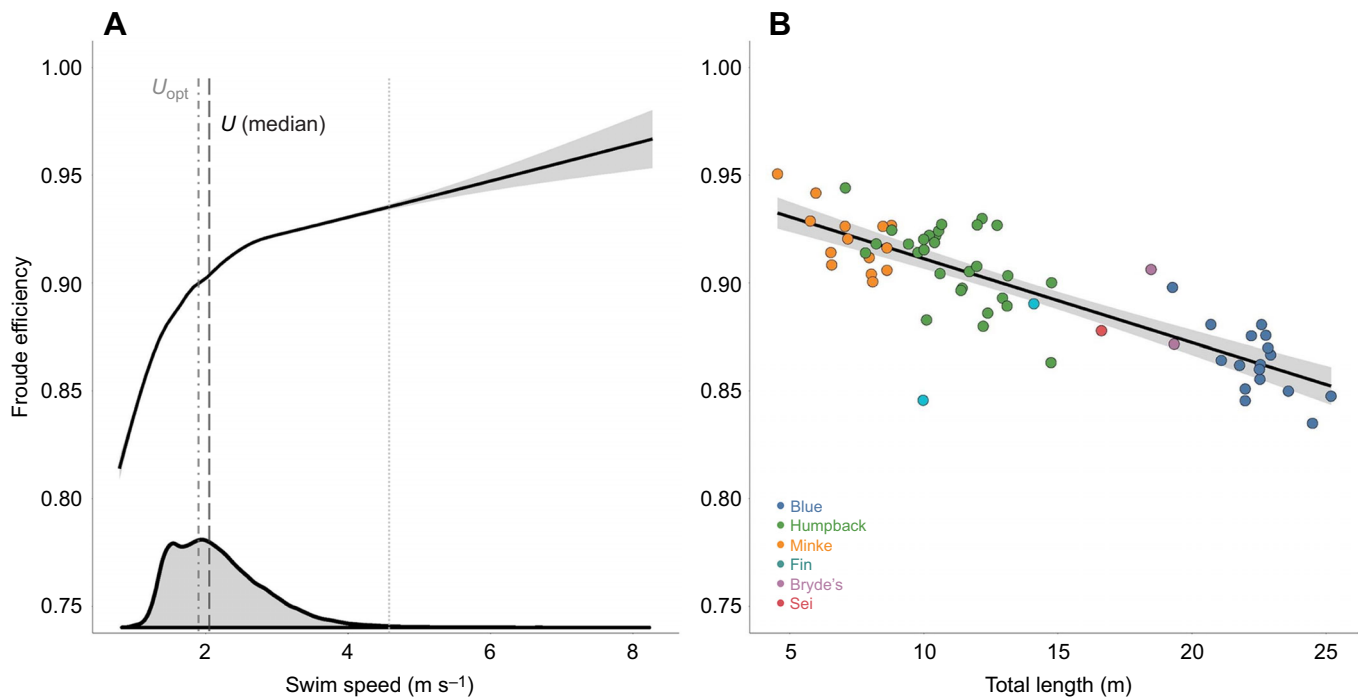 A
1.00
0.95
0.90
0.85
0.80
0.75
Froude efficiency
Uopt
U (median)
2
4
6
8
Swim speed (m s–1)
B
1.00
0.95
0.90
0.85
0.80
0.75
Blue
Humpback
Minke
Fin
Bryde's
Sei
5
10
15
20
25
Total length (m)